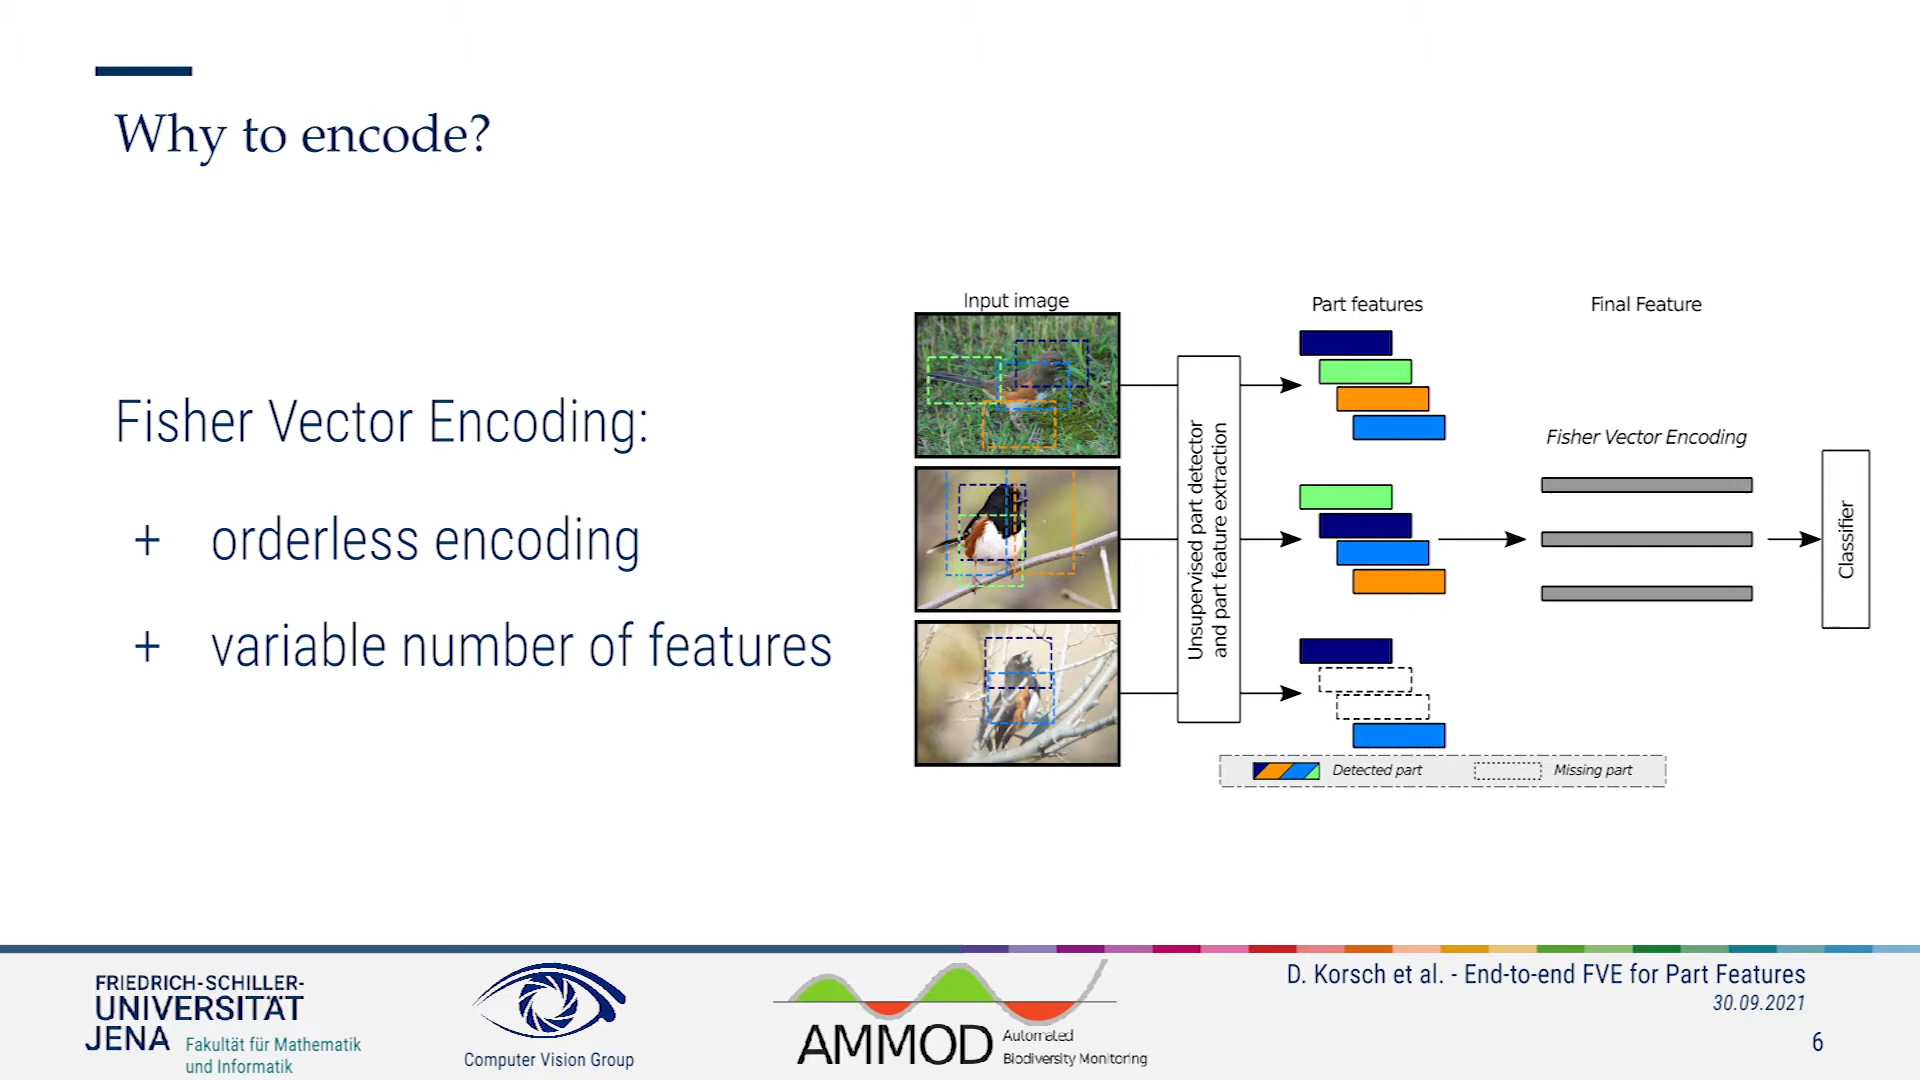 Why to encode?
Fisher Vector Encoding:
+ orderless encoding
+ variable number of features
Input image
Part features
Final Feature
Unsupervised part detector
and part feature extraction
Fisher Vector Encoding
Classifier
Detected part
Missing part
FRIEDRICH-SCHILLER-
UNIVERSITÄT
JENA
Fakultät für Mathematik
und Informatik
Computer Vision Group
AMMOD
Automated
Biodiversity Monitoring
D. Korsch et al. - End-to-end FVE for Part Features
30.09.2021
6